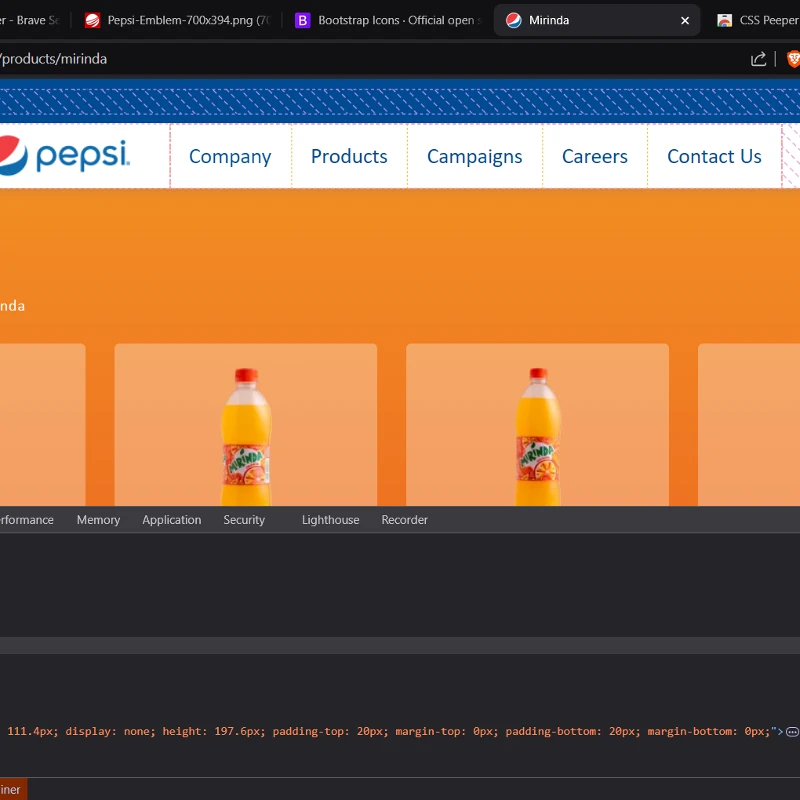 r - Brave Se Pepsi-Emblem-700x394.png (70 Bootstrap Icons · Official open s Mirinda CSS Peeper
/products/mirinda
pepsi.
Company Products Campaigns Careers Contact Us
nda
MIRINDA MIRINDA
rformance Memory Application Security Lighthouse Recorder
111.4px; display: none; height: 197.6px; padding-top: 20px; margin-top: 0px; padding-bottom: 20px; margin-bottom: 0px;">
iner